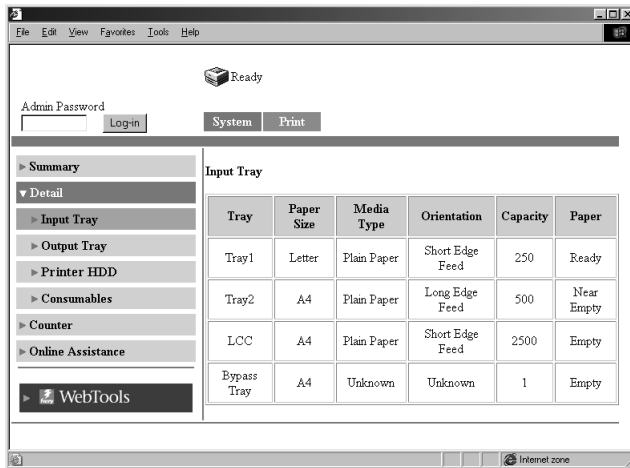 File Edit View Favorites Tools Help
Ready
Admin Password
Log-in
System Print
Summary
Detail
Input Tray
Output Tray
Printer HDD
Consumables
Counter
Online Assistance
fiery WebTools
Input Tray
Tray Paper Size Media Type Orientation Capacity Paper
Tray1 Letter Plain Paper Short Edge Feed 250 Ready
Tray2 A4 Plain Paper Long Edge Feed 500 Near Empty
LCC A4 Plain Paper Short Edge Feed 2500 Empty
Bypass Tray A4 Unknown Unknown 1 Empty
Internet zone